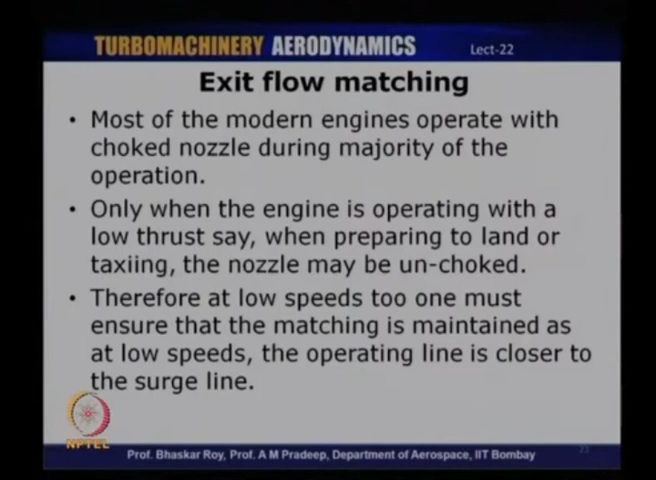 TURBOMACHINERY AERODYNAMICS Lect-22
Exit flow matching
• Most of the modern engines operate with
choked nozzle during majority of the
operation.
• Only when the engine is operating with a
low thrust say, when preparing to land or
taxiing, the nozzle may be un-choked.
• Therefore at low speeds too one must
ensure that the matching is maintained as
at low speeds, the operating line is closer to
the surge line.
NPTEL
Prof. Bhaskar Roy, Prof. A M Pradeep, Department of Aerospace, IIT Bombay